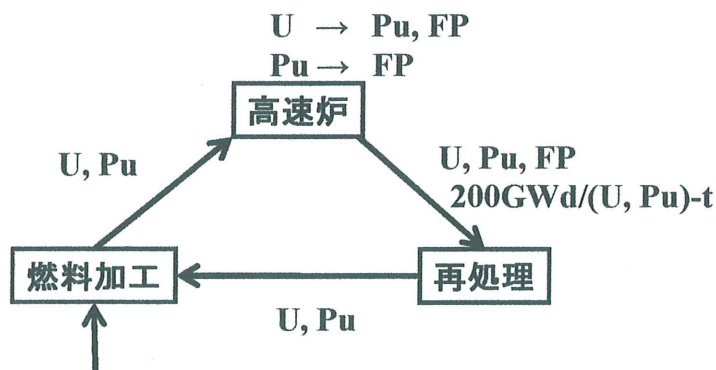 U → Pu, FP
Pu → FP
高速炉
U, Pu
U, Pu, FP
200GWd/(U, Pu)-t
燃料加工
再処理
U, Pu